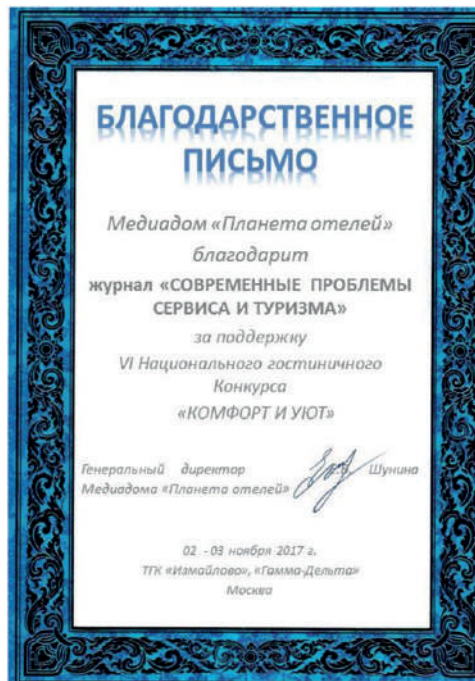 БЛАГОДАРСТВЕННОЕ
ПИСЬМО
Медиадом «Планета отелей»
благодарит
журнал «СОВРЕМЕННЫЕ ПРОБЛЕМЫ
СЕРВИСА И ТУРИЗМА»
за поддержку
VI Национального гостиничного
Конкурса
«КОМФОРТ И УЮТ»
Генеральный директор Шунина
Медиадома «Планета отелей»
02 - 03 ноября 2017 г.
ТГК «Измайлово», «Гамма-Дельта»
Москва